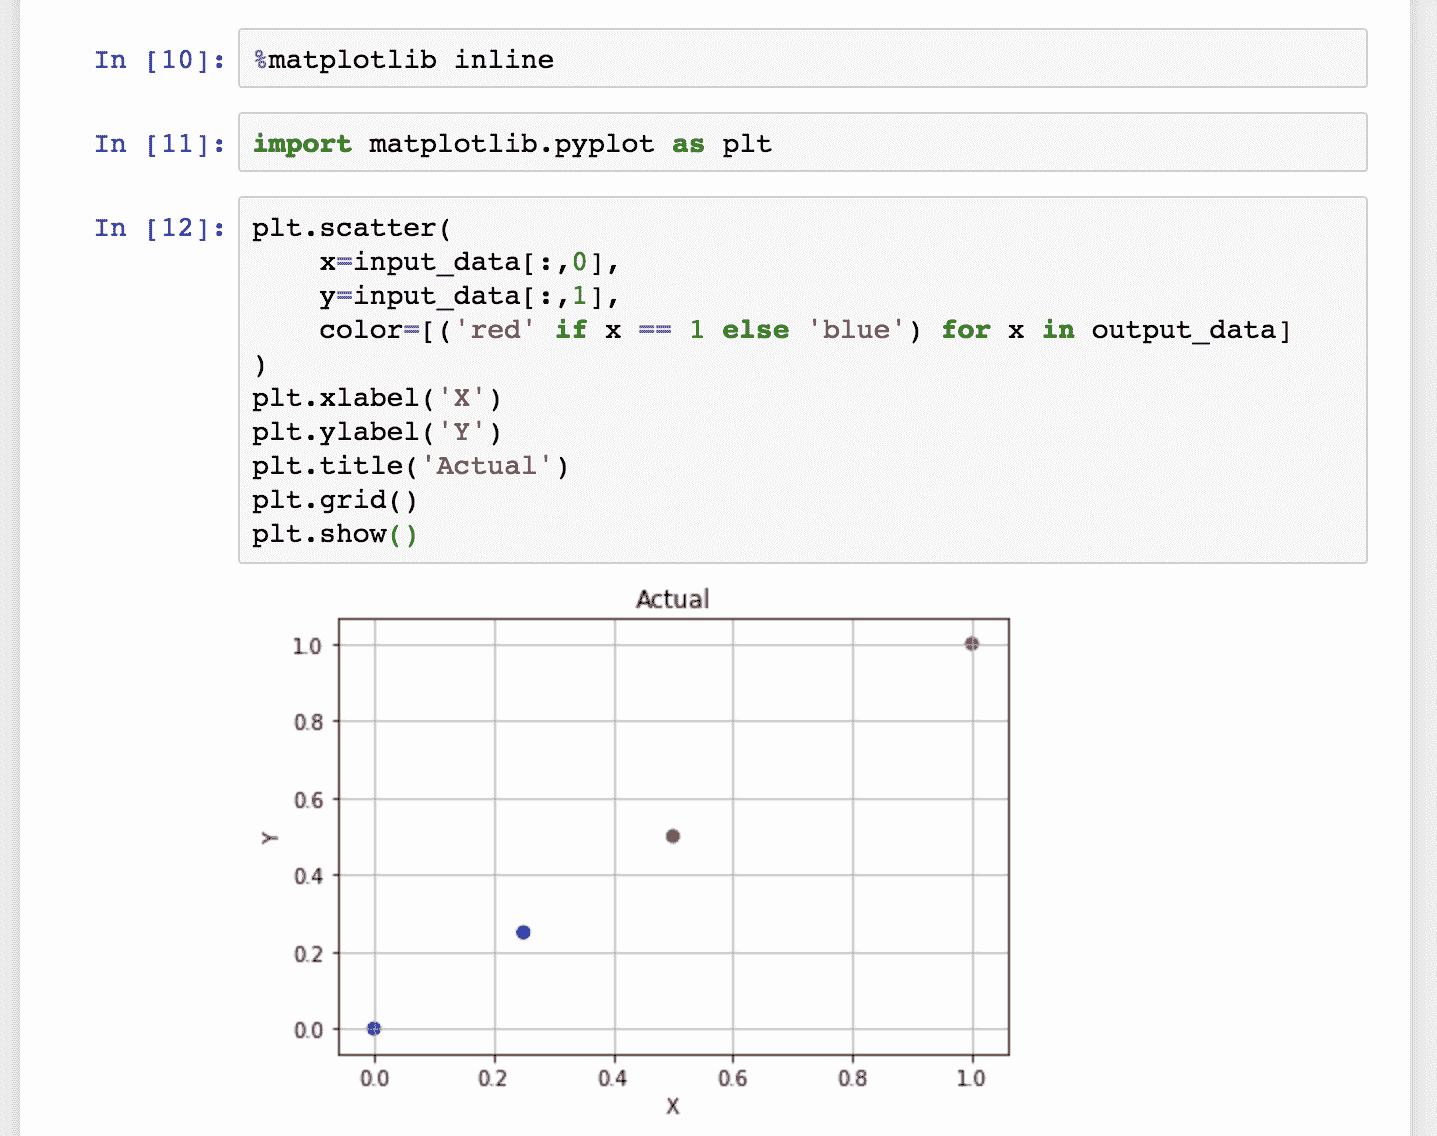 In [10]: %matplotlib inline
In [11]: import matplotlib.pyplot as plt
In [12]: plt.scatter(
    x=input_data[:,0],
    y=input_data[:,1],
    color=[('red' if x == 1 else 'blue') for x in output_data]
)
plt.xlabel('X')
plt.ylabel('Y')
plt.title('Actual')
plt.grid()
plt.show()
Actual
1.0
0.8
0.6
Y
0.4
0.2
0.0
0.0 0.2 0.4 0.6 0.8 1.0
X